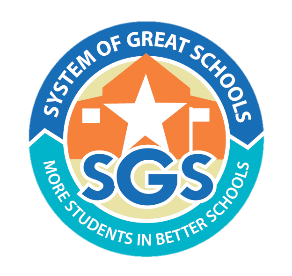 SYSTEM OF GREAT SCHOOLS
SGS
MORE STUDENTS IN BETTER SCHOOLS